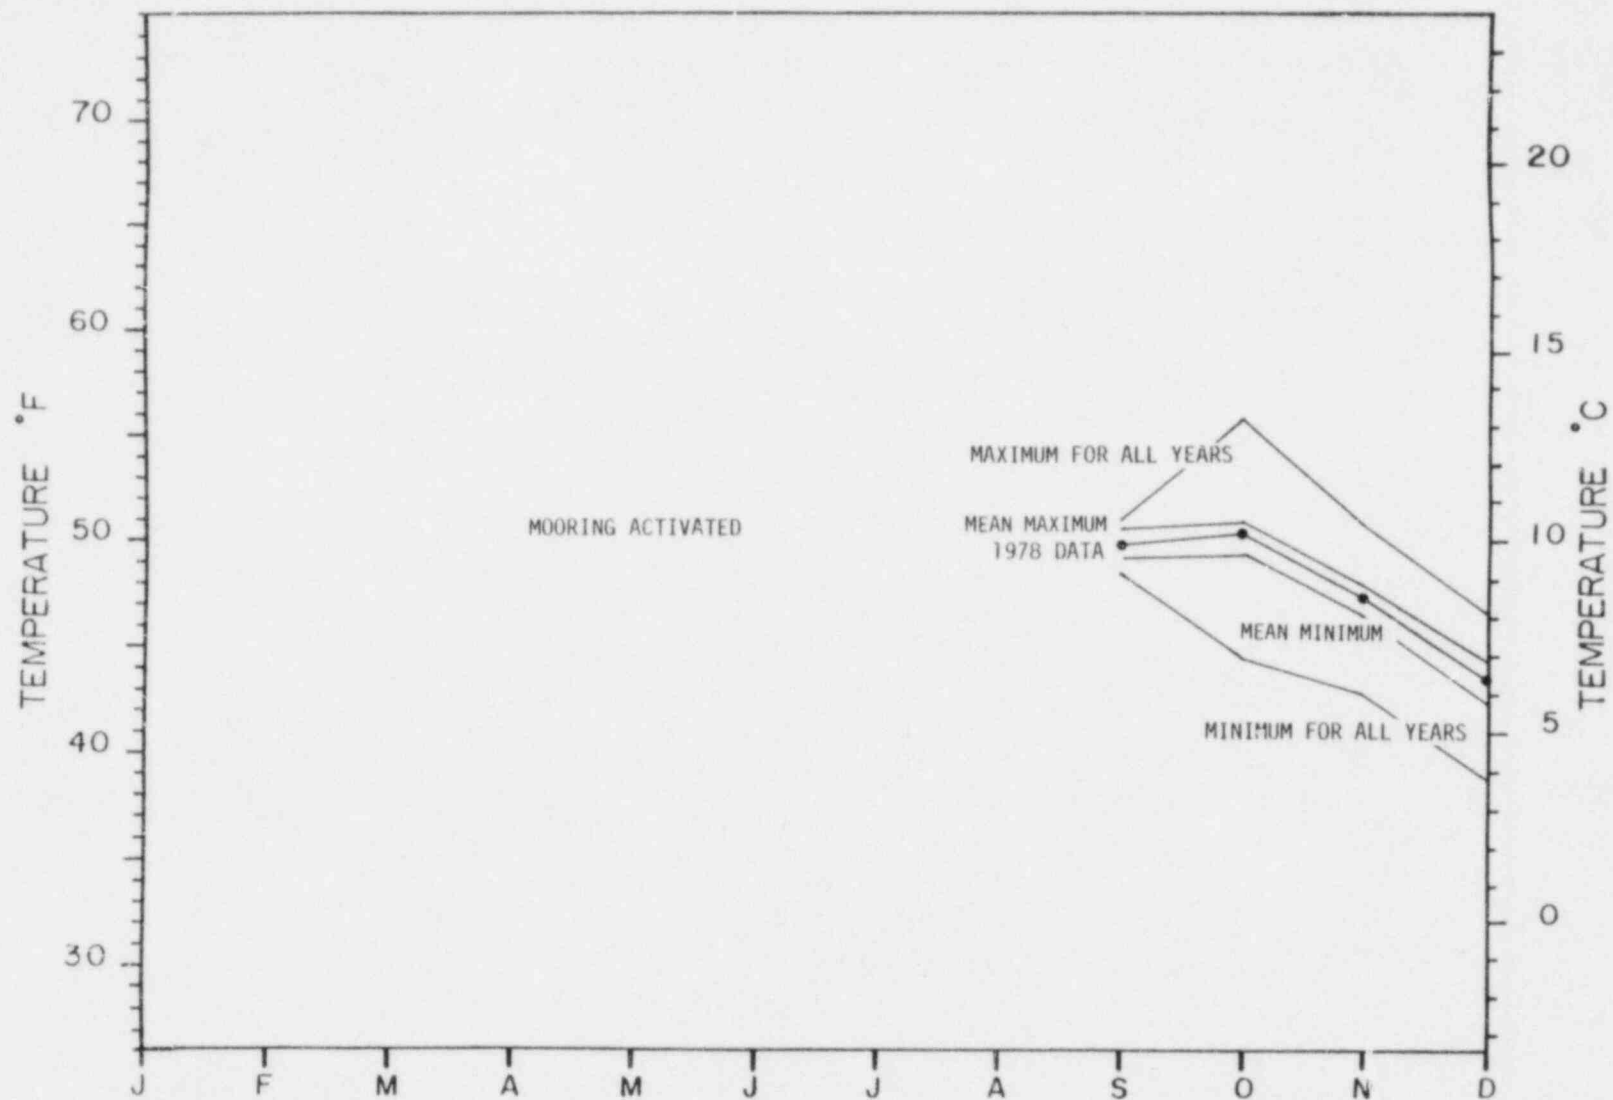 70
60
50
40
30
TEMPERATURE °F
20
15
10
5
0
TEMPERATURE °C
MAXIMUM FOR ALL YEARS
MOORING ACTIVATED
MEAN MAXIMUM
1978 DATA
MEAN MINIMUM
MINIMUM FOR ALL YEARS
J F M A M J J A S O N D